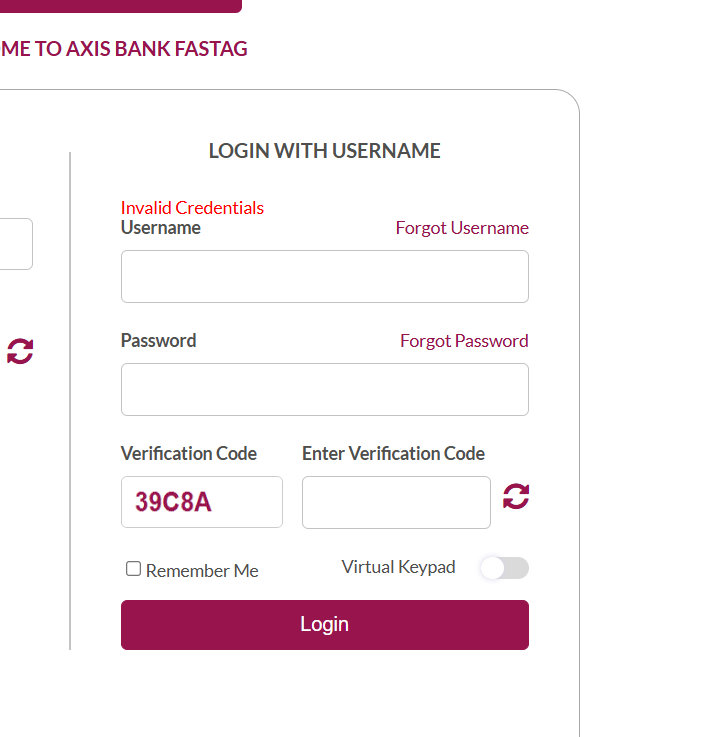 ME TO AXIS BANK FASTAG
LOGIN WITH USERNAME
Invalid Credentials
Username Forgot Username
Password Forgot Password
Verification Code Enter Verification Code
39C8A
Remember Me Virtual Keypad
Login